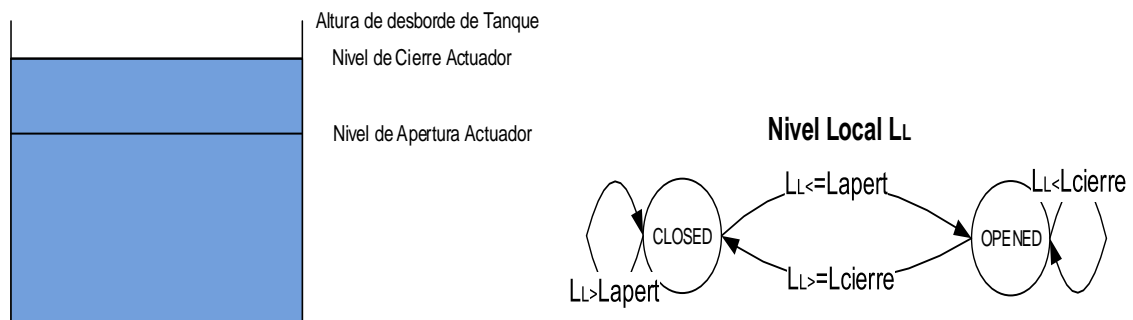 Altura de desborde de Tanque
Nivel de Cierre Actuador
Nivel de Apertura Actuador
Nivel Local LL
LL<=Lapert
LL<Lcierre
CLOSED
OPENED
LL>=Lcierre
LL>Lapert